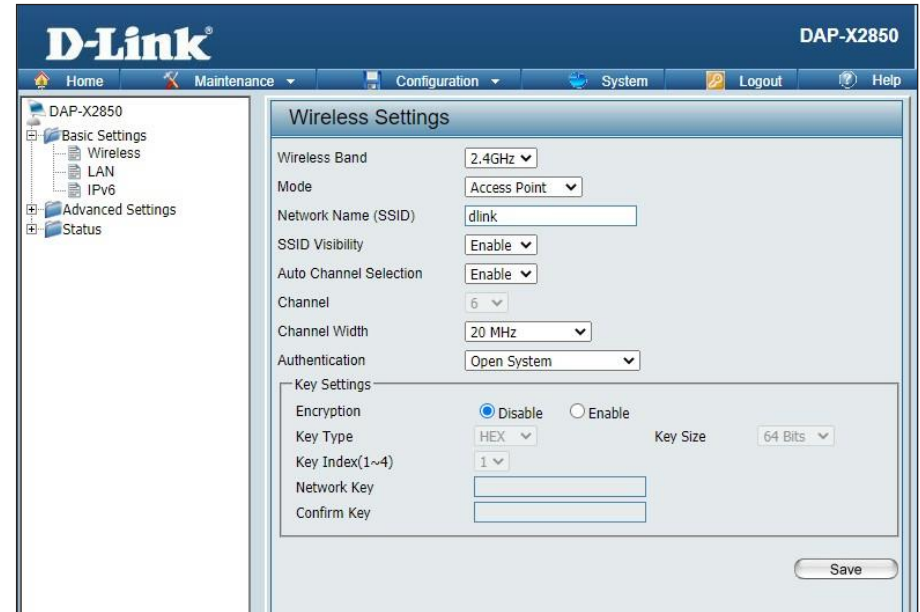 D-Link®
DAP-X2850
Home Maintenance Configuration System Logout Help
DAP-X2850
Basic Settings
Wireless
LAN
IPv6
Advanced Settings
Status
Wireless Settings
Wireless Band 2.4GHz
Mode Access Point
Network Name (SSID) dlink
SSID Visibility Enable
Auto Channel Selection Enable
Channel 6
Channel Width 20 MHz
Authentication Open System
Key Settings
Encryption Disable Enable
Key Type HEX Key Size 64 Bits
Key Index(1~4) 1
Network Key
Confirm Key
Save